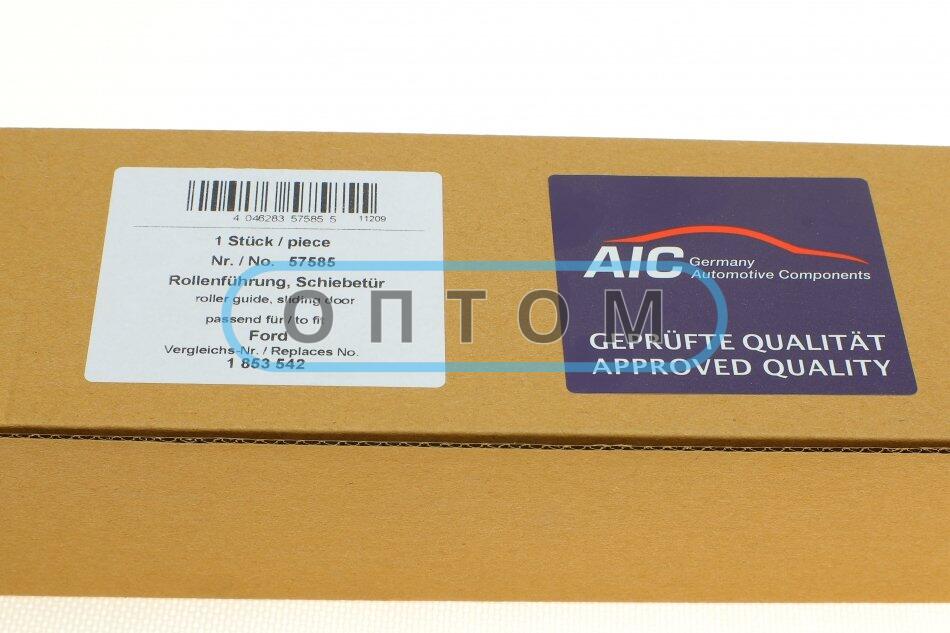 4 046283 57585 5 11209
1 Stück / piece
Nr. / No. 57585
Rollenführung, Schiebetür
roller guide, sliding door
passend für / to fit
Ford
Vergleichs-Nr. / Replaces No.
1 853 542
AIC Germany
Automotive Components
GEPRÜFTE QUALITÄT
APPROVED QUALITY
ОПТОМ